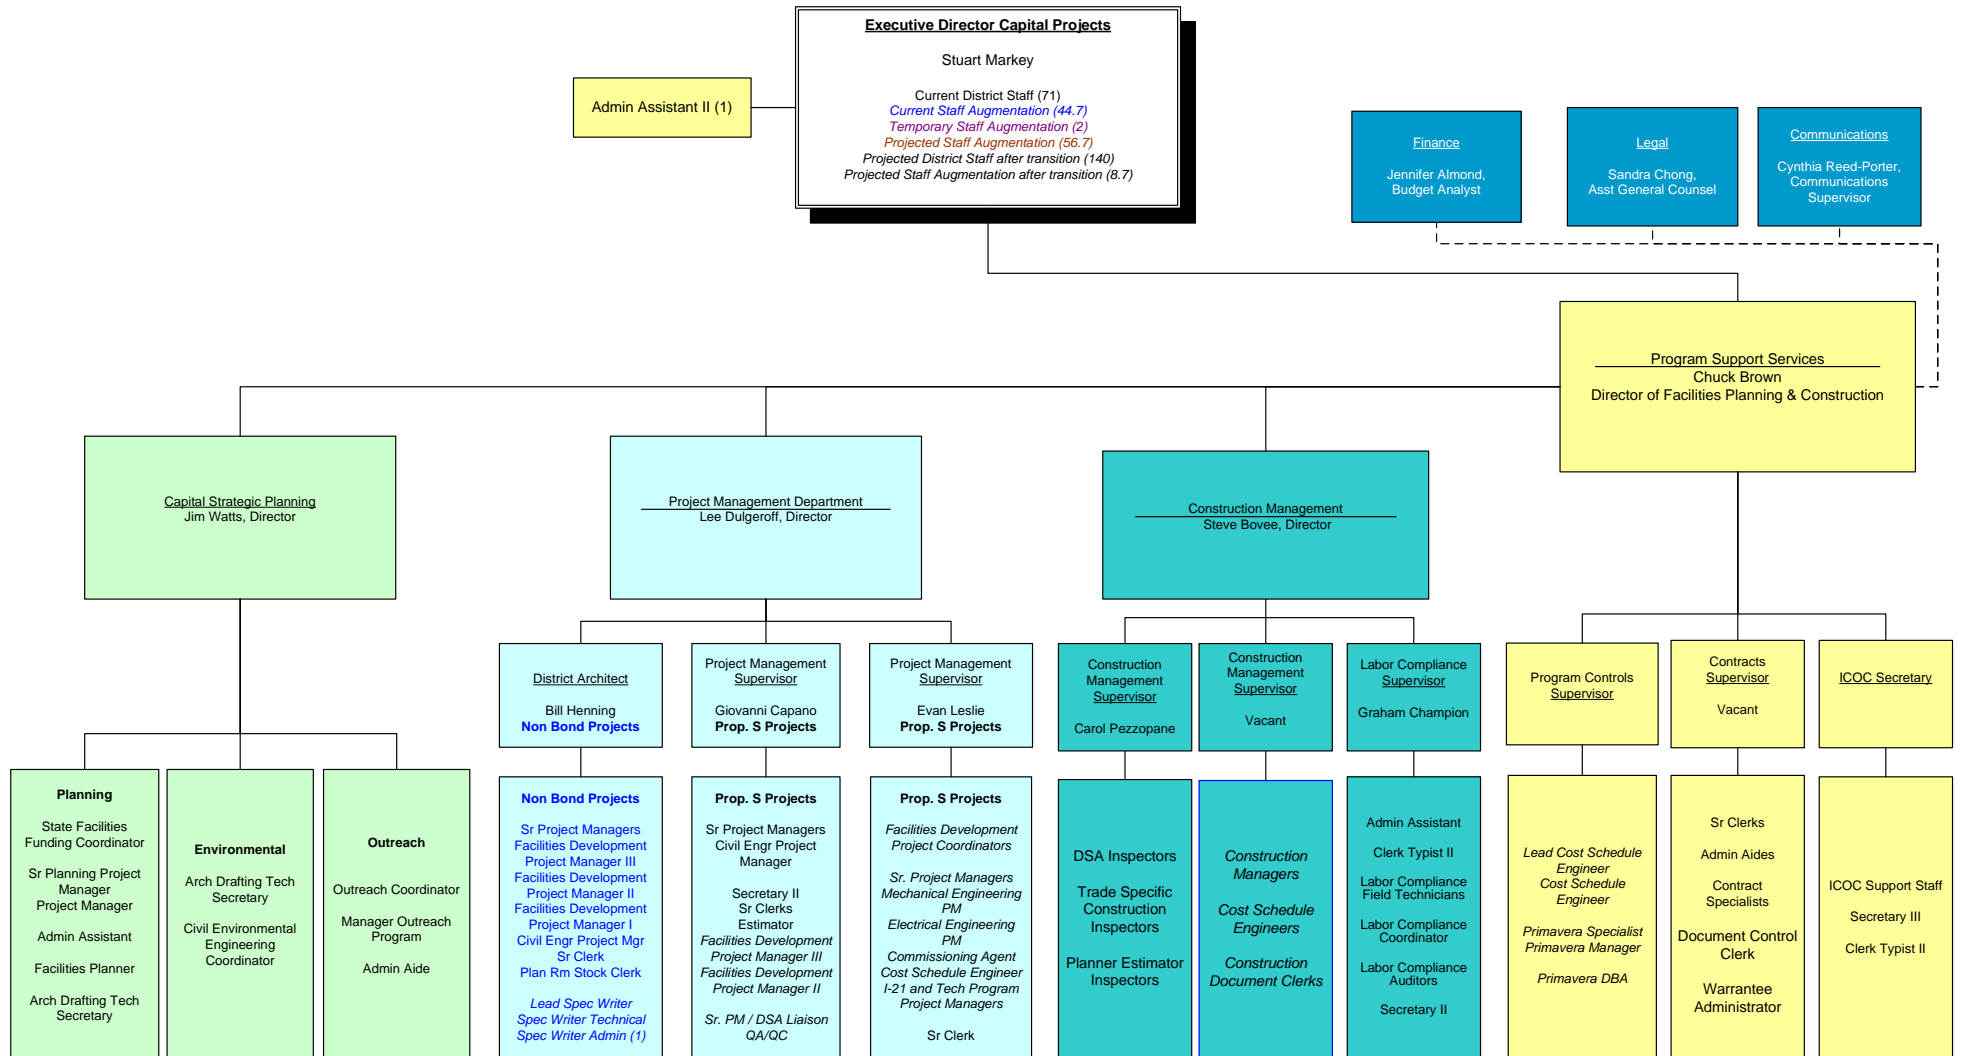 Executive Director Capital Projects
Stuart Markey
Current District Staff (71)
Current Staff Augmentation (44.7)
Temporary Staff Augmentation (2)
Projected Staff Augmentation (56.7)
Projected District Staff after transition (140)
Projected Staff Augmentation after transition (8.7)
Admin Assistant II (1)
Finance
Jennifer Almond,
Budget Analyst
Legal
Sandra Chong,
Asst General Counsel
Communications
Cynthia Reed-Porter,
Communications
Supervisor
Program Support Services
Chuck Brown
Director of Facilities Planning & Construction
Capital Strategic Planning
Jim Watts, Director
Project Management Department
Lee Dulgeroff, Director
Construction Management
Steve Bovee, Director
District Architect
Bill Henning
Non Bond Projects
Project Management
Supervisor
Giovanni Capano
Prop. S Projects
Project Management
Supervisor
Evan Leslie
Prop. S Projects
Construction
Management
Supervisor
Carol Pezzopane
Construction
Management
Supervisor
Vacant
Labor Compliance
Supervisor
Graham Champion
Program Controls
Supervisor
Contracts
Supervisor
Vacant
ICOC Secretary
Planning
State Facilities
Funding Coordinator
Sr Planning Project
Manager
Project Manager
Admin Assistant
Facilities Planner
Arch Drafting Tech
Secretary
Environmental
Arch Drafting Tech
Secretary
Civil Environmental
Engineering
Coordinator
Outreach
Outreach Coordinator
Manager Outreach
Program
Admin Aide
Non Bond Projects
Sr Project Managers
Facilities Development
Project Manager III
Facilities Development
Project Manager II
Facilities Development
Project Manager I
Civil Engr Project Mgr
Sr Clerk
Plan Rm Stock Clerk
Lead Spec Writer
Spec Writer Technical
Spec Writer Admin (1)
Prop. S Projects
Sr Project Managers
Civil Engr Project
Manager
Secretary II
Sr Clerks
Estimator
Facilities Development
Project Manager III
Facilities Development
Project Manager II
Sr. PM / DSA Liaison
QA/QC
Prop. S Projects
Facilities Development
Project Coordinators
Sr. Project Managers
Mechanical Engineering
PM
Electrical Engineering
PM
Commissioning Agent
Cost Schedule Engineer
I-21 and Tech Program
Project Managers
Sr Clerk
DSA Inspectors
Trade Specific
Construction
Inspectors
Planner Estimator
Inspectors
Construction
Managers
Cost Schedule
Engineers
Construction
Document Clerks
Admin Assistant
Clerk Typist II
Labor Compliance
Field Technicians
Labor Compliance
Coordinator
Labor Compliance
Auditors
Secretary II
Lead Cost Schedule
Engineer
Cost Schedule
Engineer
Primavera Specialist
Primavera Manager
Primavera DBA
Sr Clerks
Admin Aides
Contract
Specialists
Document Control
Clerk
Warrantee
Administrator
ICOC Support Staff
Secretary III
Clerk Typist II